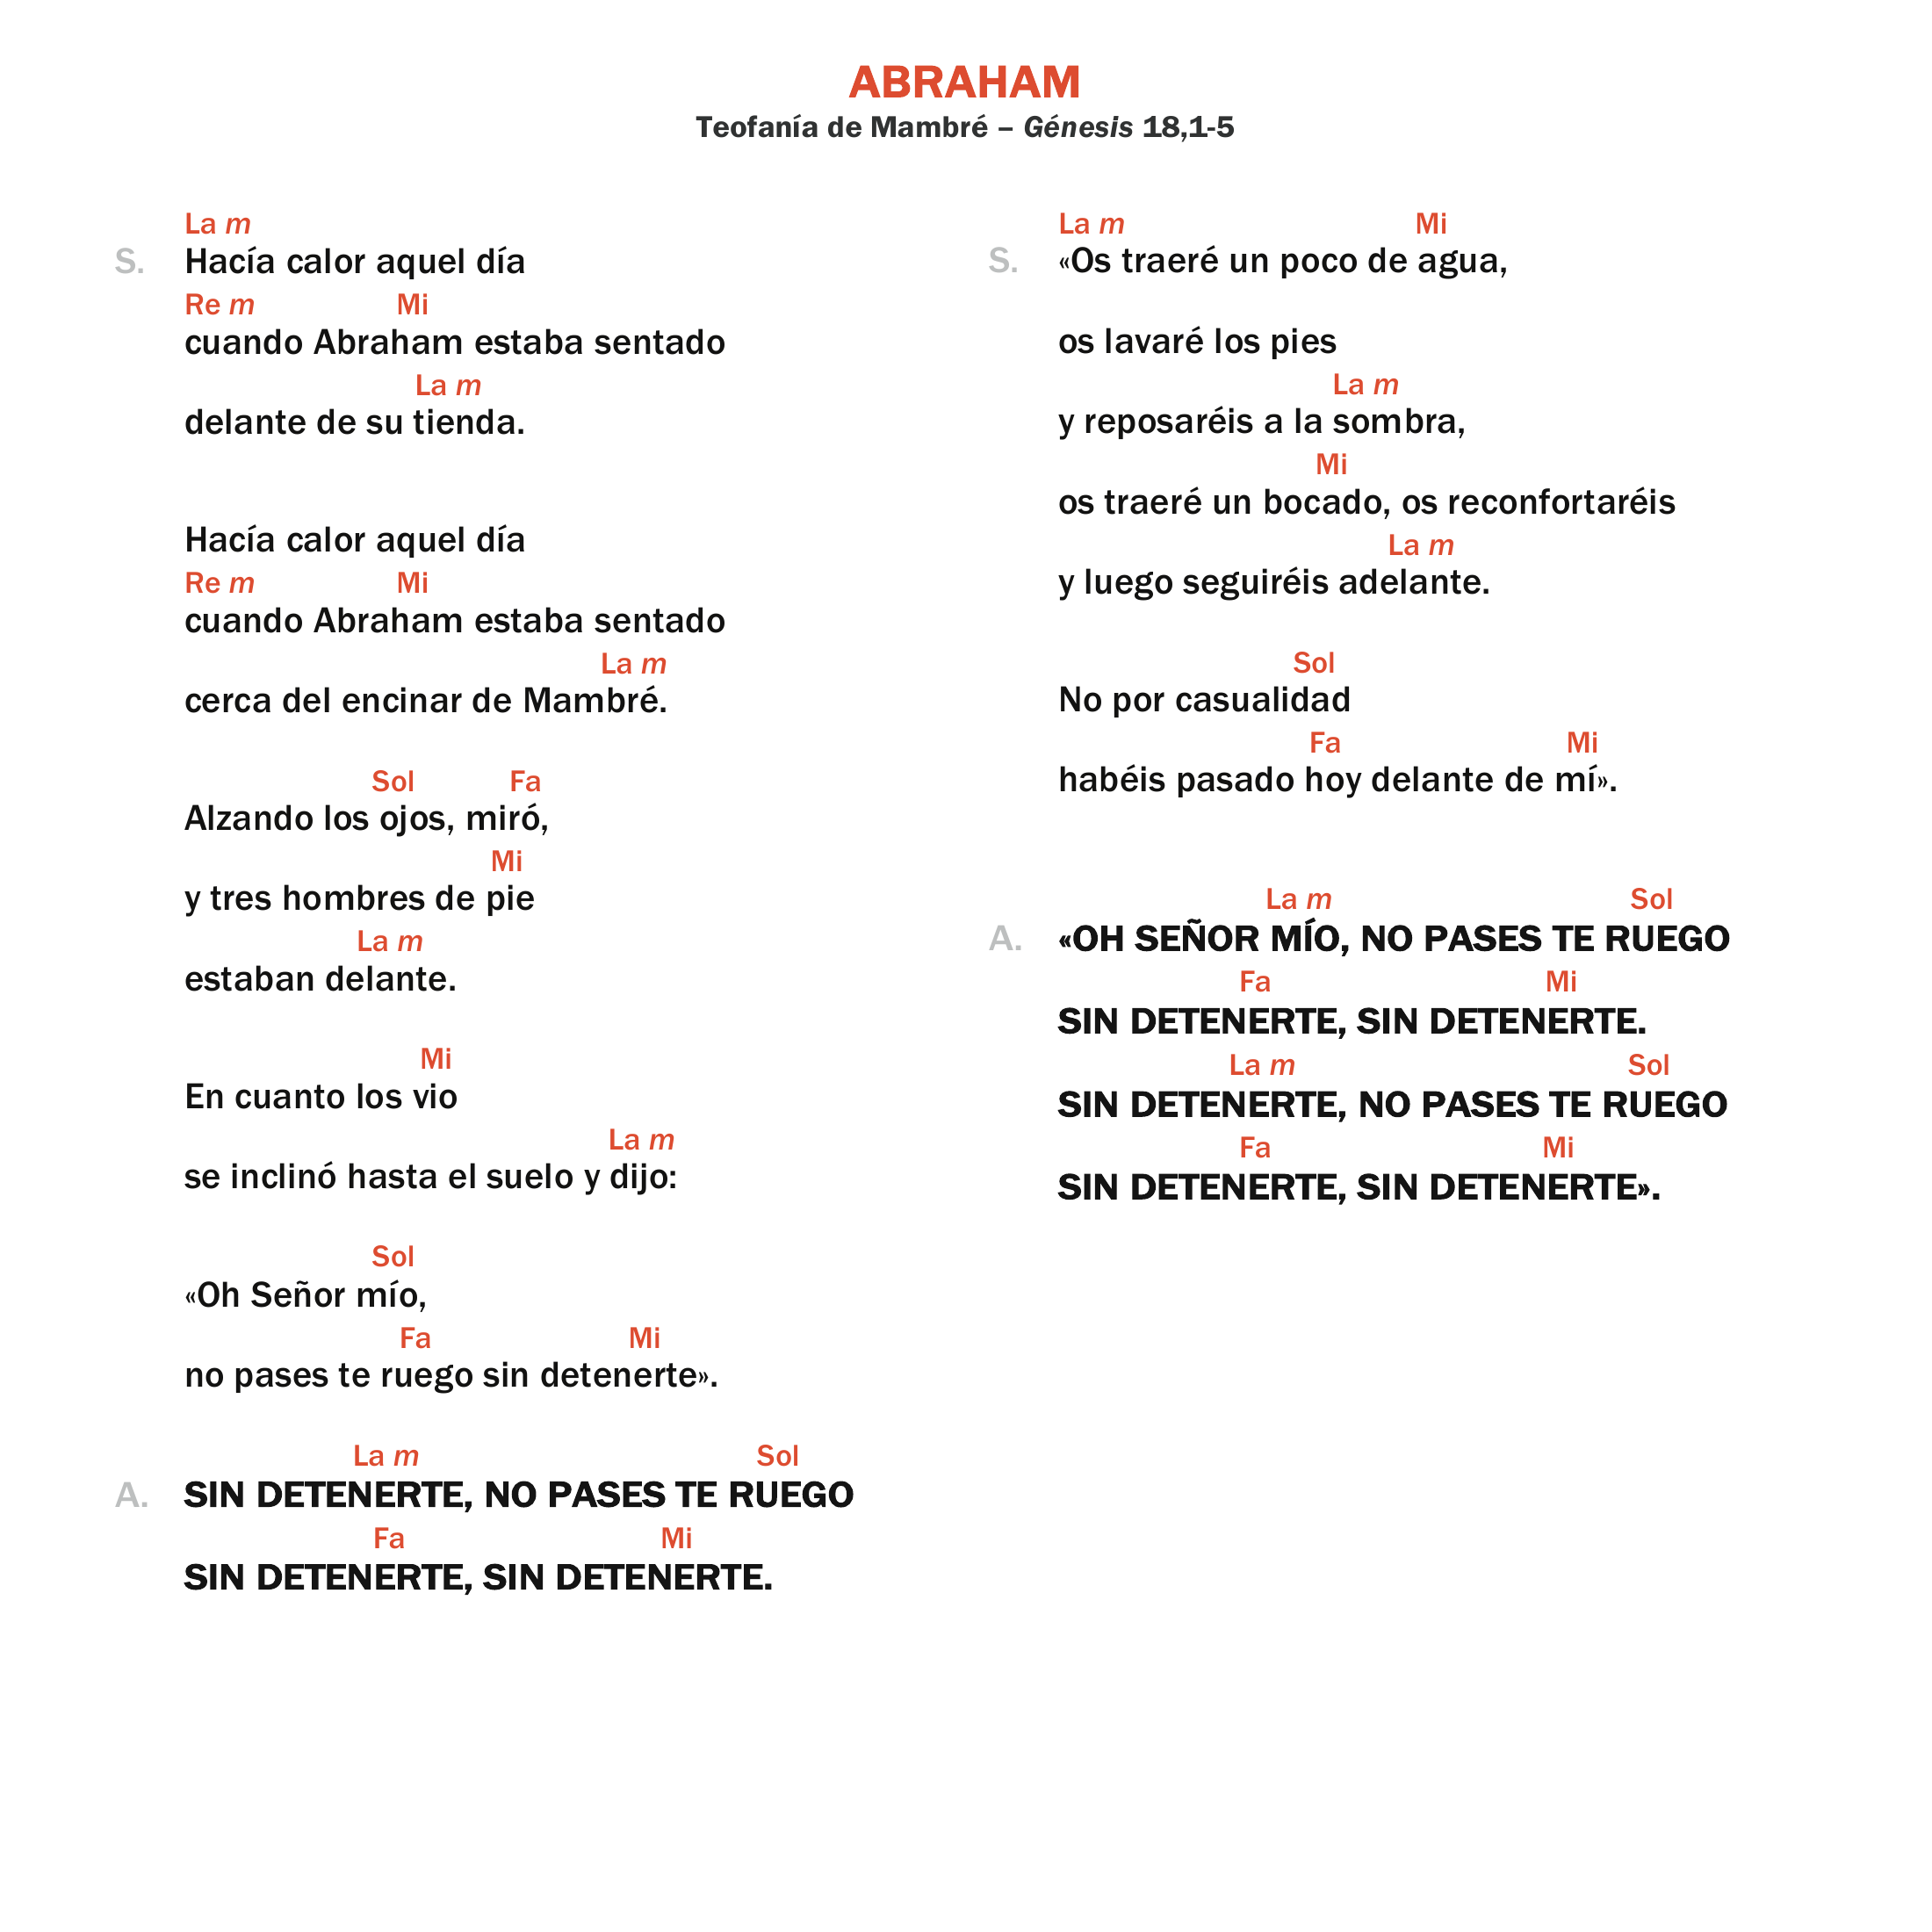 ABRAHAM
Teofanía de Mambré – Génesis 18,1-5
La m
S. Hacía calor aquel día
Re m Mi
cuando Abraham estaba sentado
La m
delante de su tienda.
Hacía calor aquel día
Re m Mi
cuando Abraham estaba sentado
La m
cerca del encinar de Mambré.
Sol Fa
Alzando los ojos, miró,
Mi
y tres hombres de pie
La m
estaban delante.
Mi
En cuanto los vio
La m
se inclinó hasta el suelo y dijo:
Sol
«Oh Señor mío,
Fa Mi
no pases te ruego sin detenerte».
La m Sol
A. SIN DETENERTE, NO PASES TE RUEGO
Fa Mi
SIN DETENERTE, SIN DETENERTE.
La m Mi
S. «Os traeré un poco de agua,
os lavaré los pies
La m
y reposaréis a la sombra,
Mi
os traeré un bocado, os reconfortaréis
La m
y luego seguiréis adelante.
Sol
No por casualidad
Fa Mi
habéis pasado hoy delante de mí».
La m Sol
A. «OH SEÑOR MÍO, NO PASES TE RUEGO
Fa Mi
SIN DETENERTE, SIN DETENERTE.
La m Sol
SIN DETENERTE, NO PASES TE RUEGO
Fa Mi
SIN DETENERTE, SIN DETENERTE».